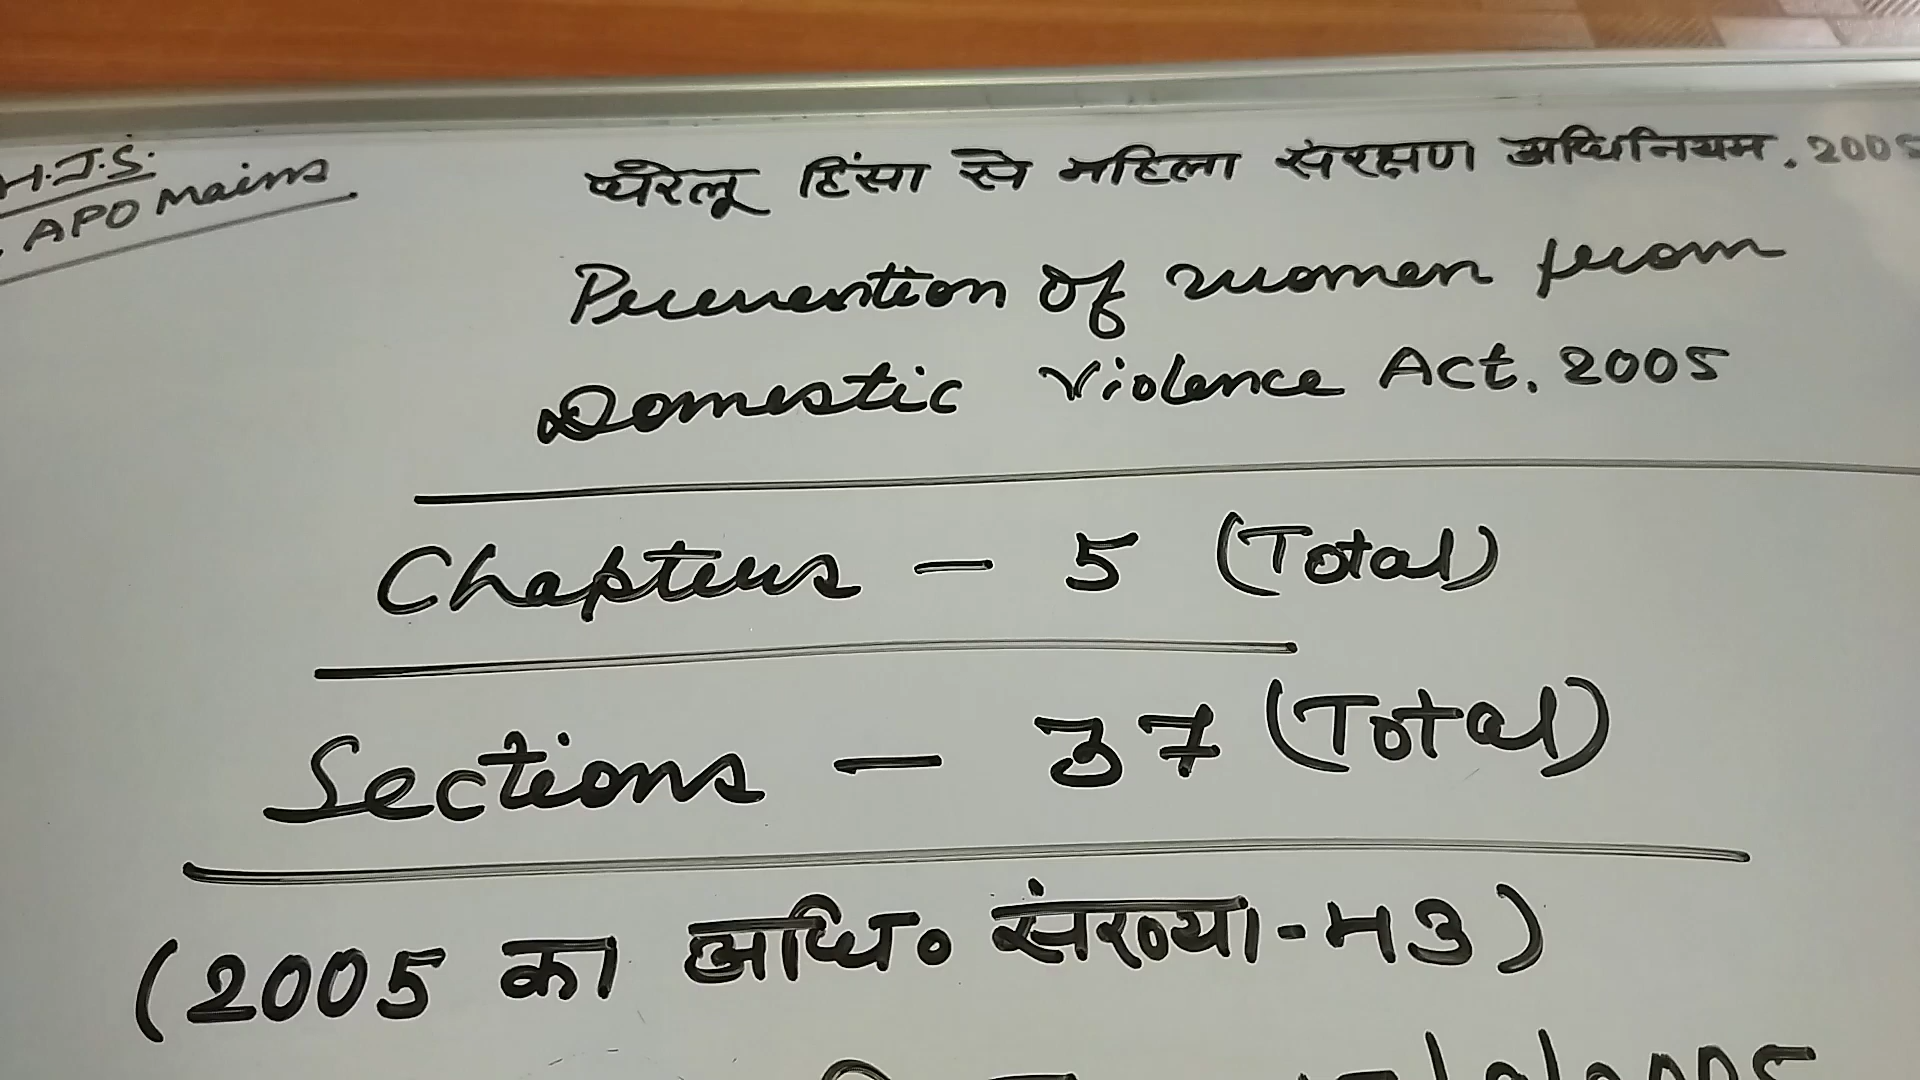 H.J.S.
APO Mains
घरेलू हिंसा से महिला संरक्षण अधिनियम, 2005
Prevention of women from
Domestic Violence Act, 2005
Chapters - 5 (Total)
Sections - 37 (Total)
(2005 का अधि० संख्या - 43)